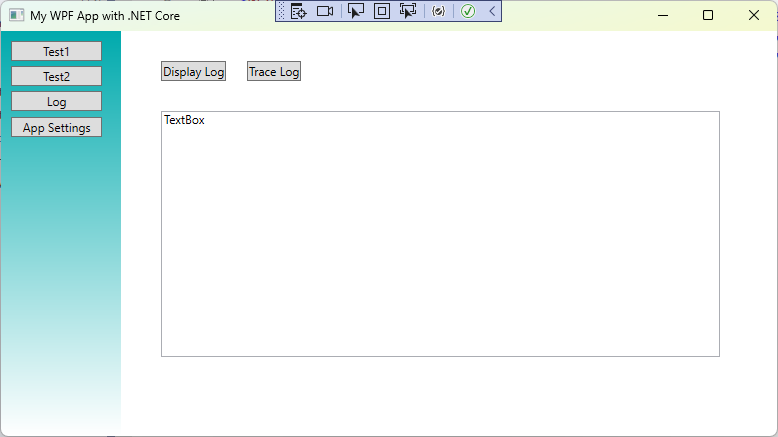 My WPF App with .NET Core
Test1
Test2
Log
App Settings
Display Log
Trace Log
TextBox